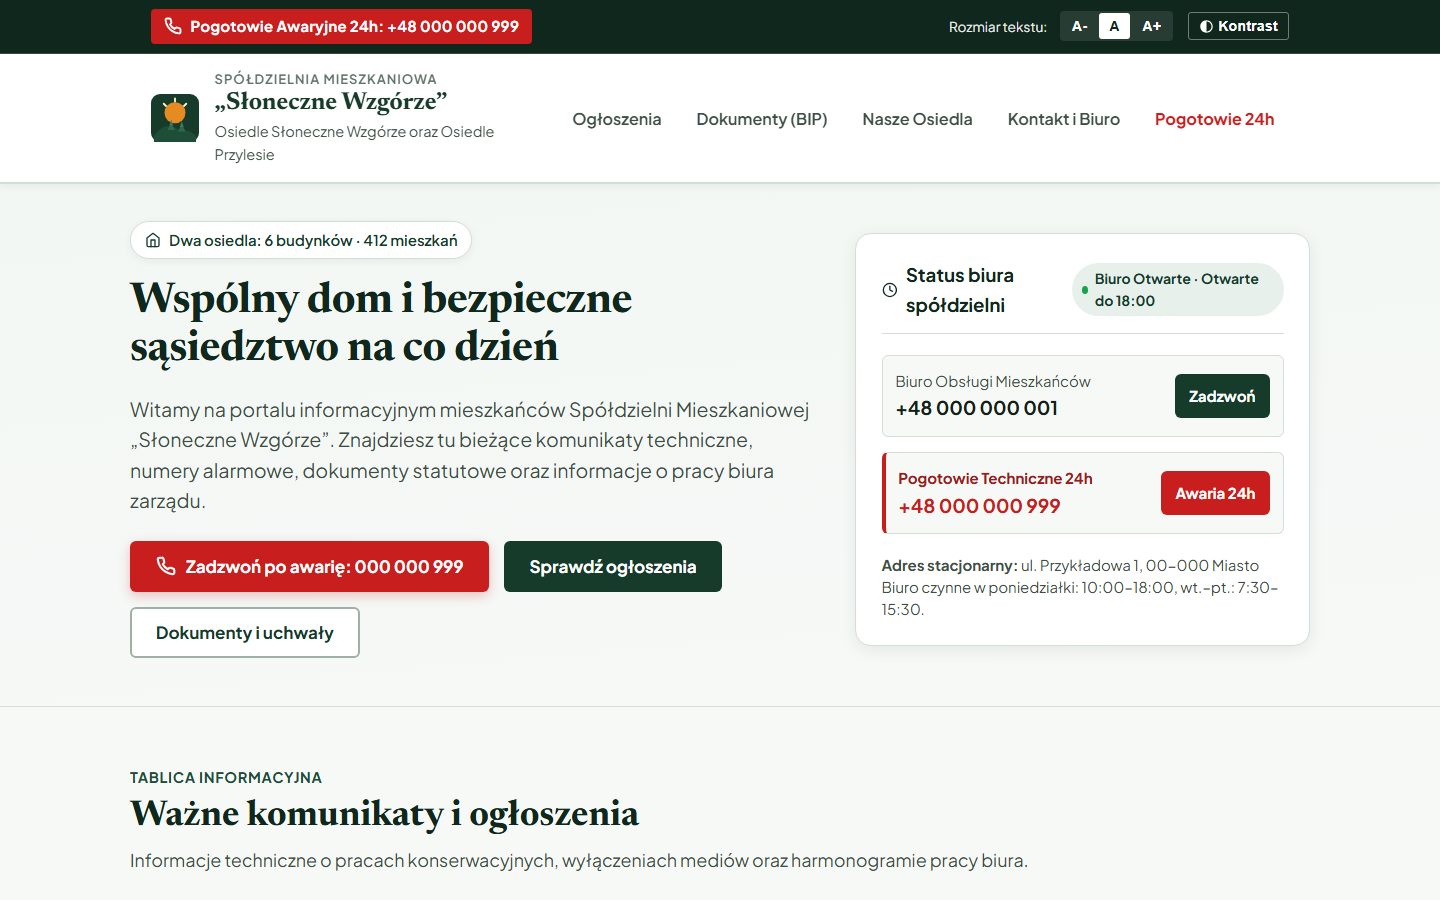 Pogotowie Awaryjne 24h: +48 000 000 999
Rozmiar tekstu:
A-
A
A+
Kontrast
SPÓŁDZIELNIA MIESZKANIOWA
„Słoneczne Wzgórze”
Osiedle Słoneczne Wzgórze oraz Osiedle
Przylesie
Ogłoszenia
Dokumenty (BIP)
Nasze Osiedla
Kontakt i Biuro
Pogotowie 24h
Dwa osiedla: 6 budynków · 412 mieszkań
Wspólny dom i bezpieczne
sąsiedztwo na co dzień
Witamy na portalu informacyjnym mieszkańców Spółdzielni Mieszkaniowej
„Słoneczne Wzgórze”. Znajdziesz tu bieżące komunikaty techniczne,
numery alarmowe, dokumenty statutowe oraz informacje o pracy biura
zarządu.
Zadzwoń po awarię: 000 000 999
Sprawdź ogłoszenia
Dokumenty i uchwały
Status biura
spółdzielni
Biuro Otwarte · Otwarte
do 18:00
Biuro Obsługi Mieszkańców
+48 000 000 001
Zadzwoń
Pogotowie Techniczne 24h
+48 000 000 999
Awaria 24h
Adres stacjonarny: ul. Przykładowa 1, 00-000 Miasto
Biuro czynne w poniedziałki: 10:00–18:00, wt.–pt.: 7:30–
15:30.
TABLICA INFORMACYJNA
Ważne komunikaty i ogłoszenia
Informacje techniczne o pracach konserwacyjnych, wyłączeniach mediów oraz harmonogramie pracy biura.